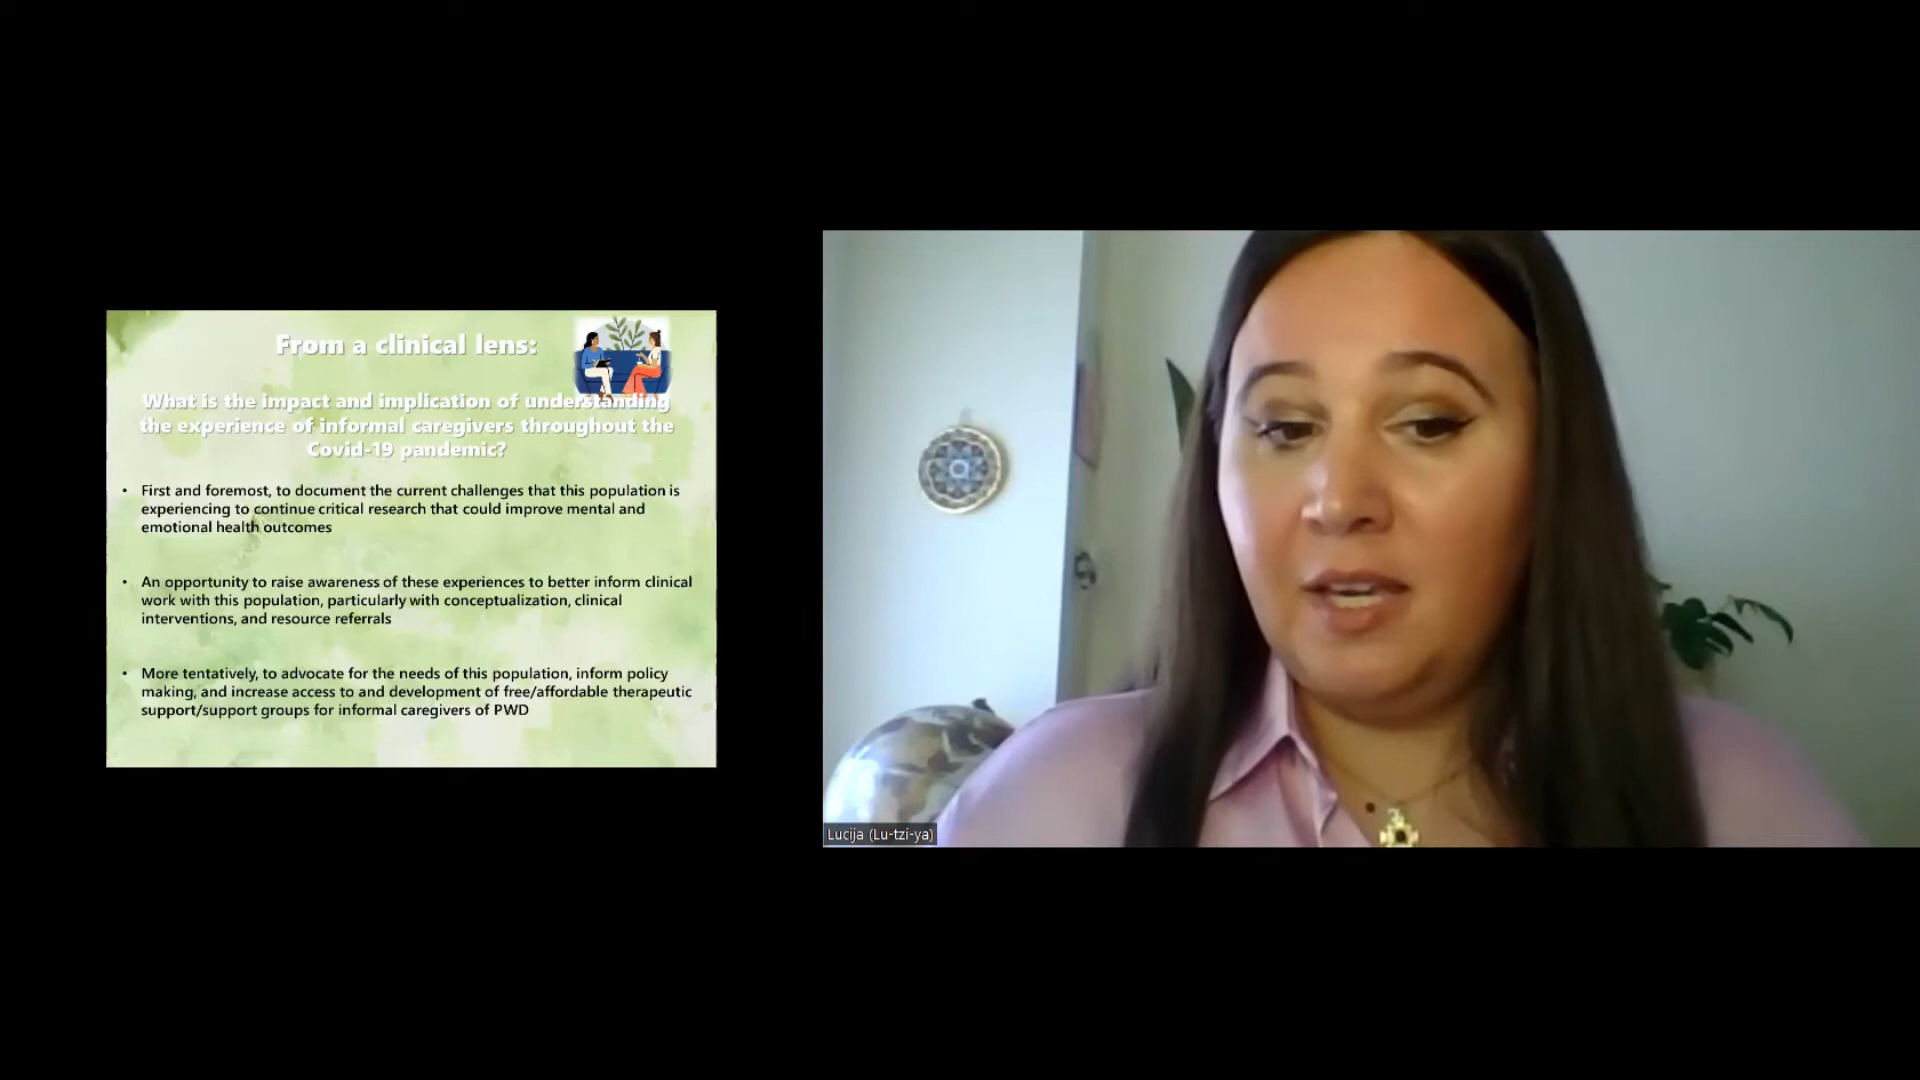 From a clinical lens:
What is the impact and implication of understanding
the experience of informal caregivers throughout the
Covid-19 pandemic?
• First and foremost, to document the current challenges that this population is
experiencing to continue critical research that could improve mental and
emotional health outcomes
• An opportunity to raise awareness of these experiences to better inform clinical
work with this population, particularly with conceptualization, clinical
interventions, and resource referrals
• More tentatively, to advocate for the needs of this population, inform policy
making, and increase access to and development of free/affordable therapeutic
support/support groups for informal caregivers of PWD
Lucija (Lu-tzi-ya)